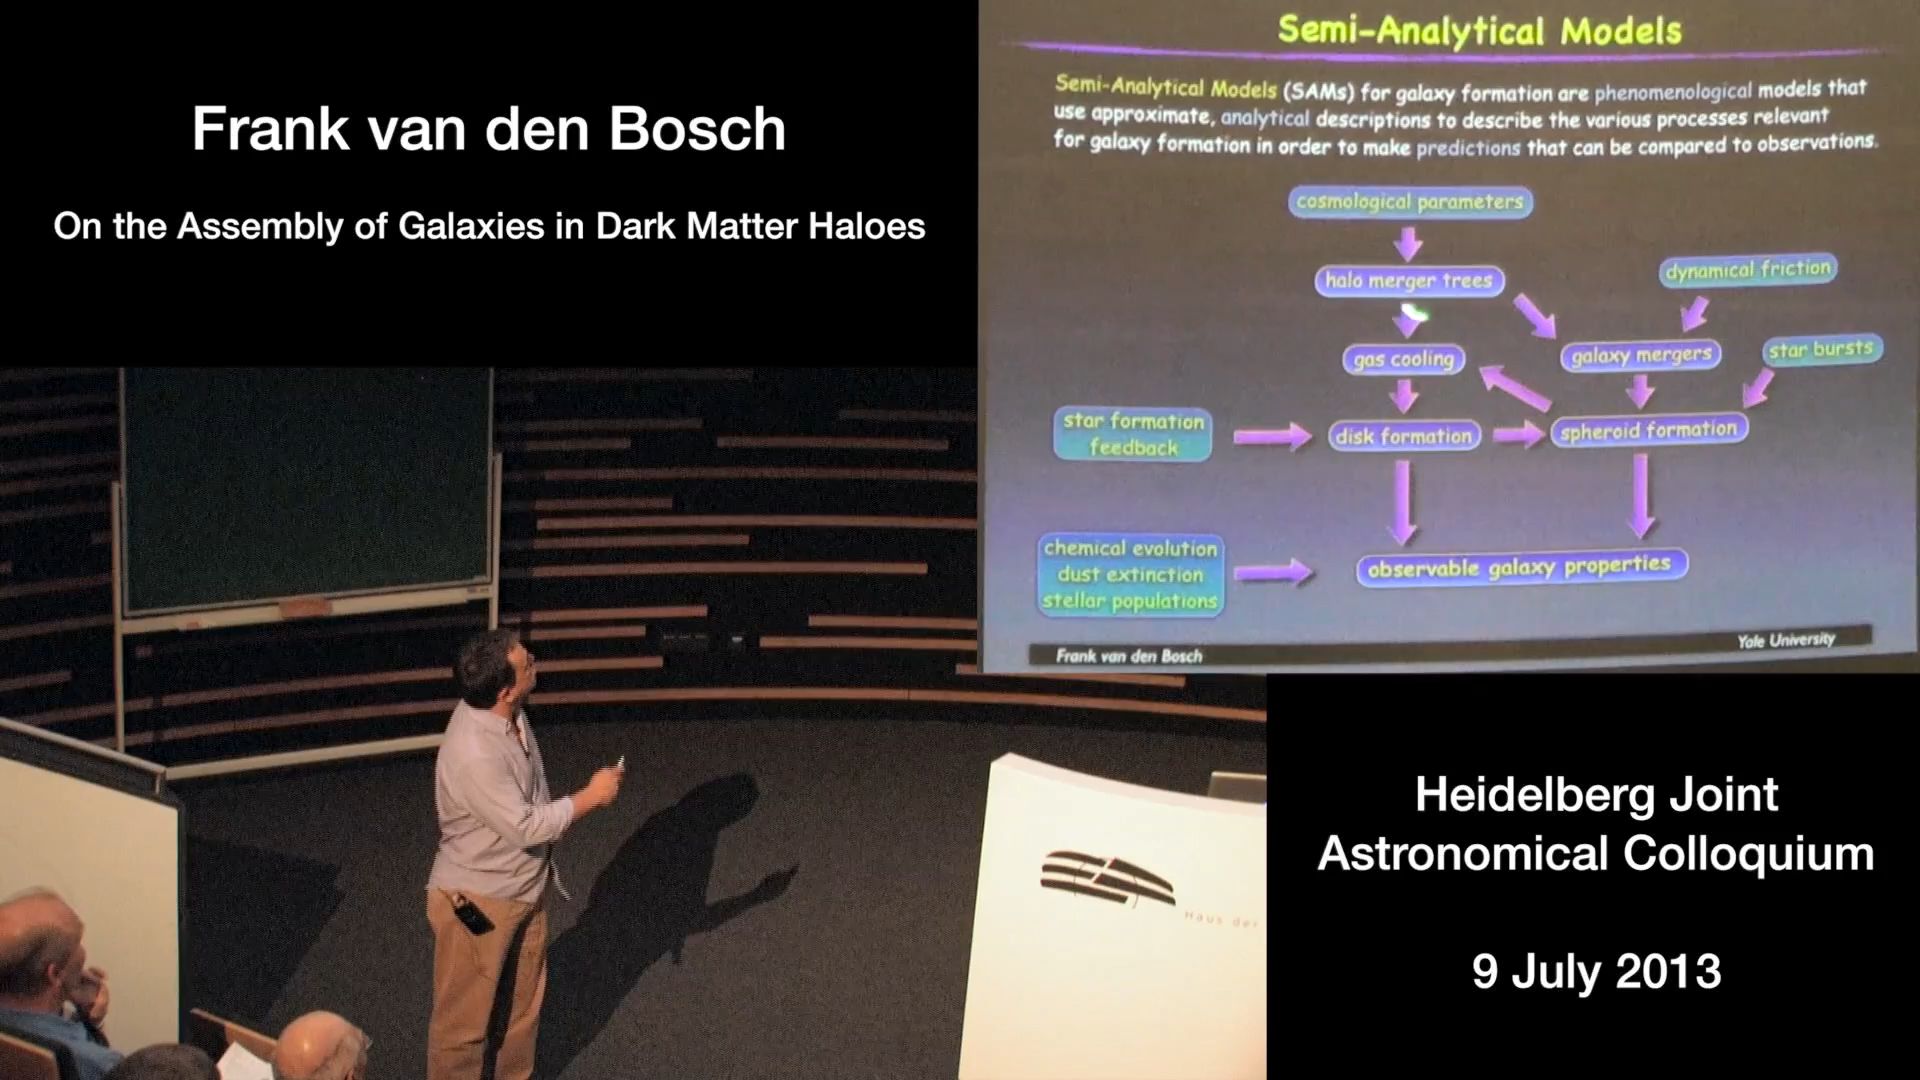 Frank van den Bosch
On the Assembly of Galaxies in Dark Matter Haloes
Semi-Analytical Models
Semi-Analytical Models (SAMs) for galaxy formation are phenomenological models that
use approximate, analytical descriptions to describe the various processes relevant
for galaxy formation in order to make predictions that can be compared to observations.
cosmological parameters
halo merger trees
dynamical friction
gas cooling
galaxy mergers
star bursts
star formation
feedback
disk formation
spheroid formation
chemical evolution
dust extinction
stellar populations
observable galaxy properties
Frank van den Bosch
Yale University
Haus der
Heidelberg Joint
Astronomical Colloquium
9 July 2013